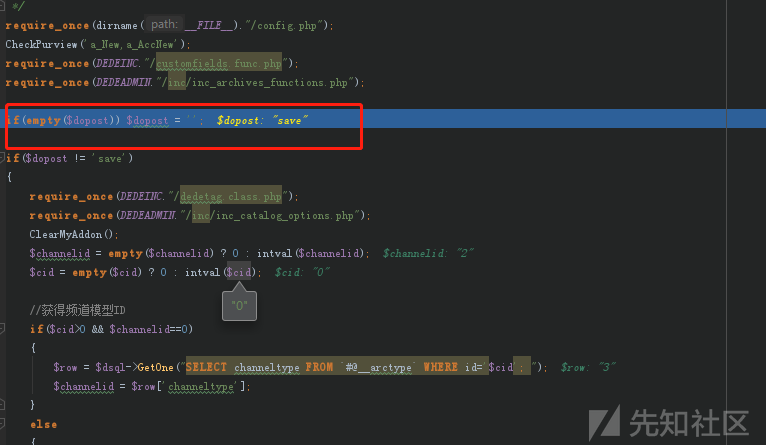 */
require_once(dirname( path: __FILE__)."/config.php");
CheckPurview('a_New,a_AccNew');
require_once(DEDEINC."/customfields.func.php");
require_once(DEDEADMIN."/inc/inc_archives_functions.php");
if(empty($dopost)) $dopost = ''; $dopost: "save"
if($dopost != 'save')
{
require_once(DEDEINC."/dedetag.class.php");
require_once(DEDEADMIN."/inc/inc_catalog_options.php");
ClearMyAddon();
$channelid = empty($channelid) ? 0 : intval($channelid); $channelid: "2"
$cid = empty($cid) ? 0 : intval($cid); $cid: "0"
"0"
//获得频道模型ID
if($cid>0 && $channelid==0)
{
$row = $dsql->GetOne("SELECT channeltype FROM `#@__arctype` WHERE id='$cid'; "); $row: "3"
$channelid = $row['channeltype'];
}
else
{
先知社区